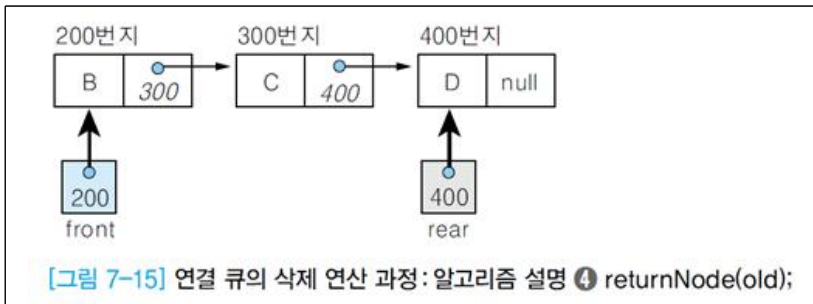 200번지 300번지 400번지
B 300 C 400 D null
200 400
front rear
[그림 7-15] 연결 큐의 삭제 연산 과정 : 알고리즘 설명 ❹ returnNode(old);